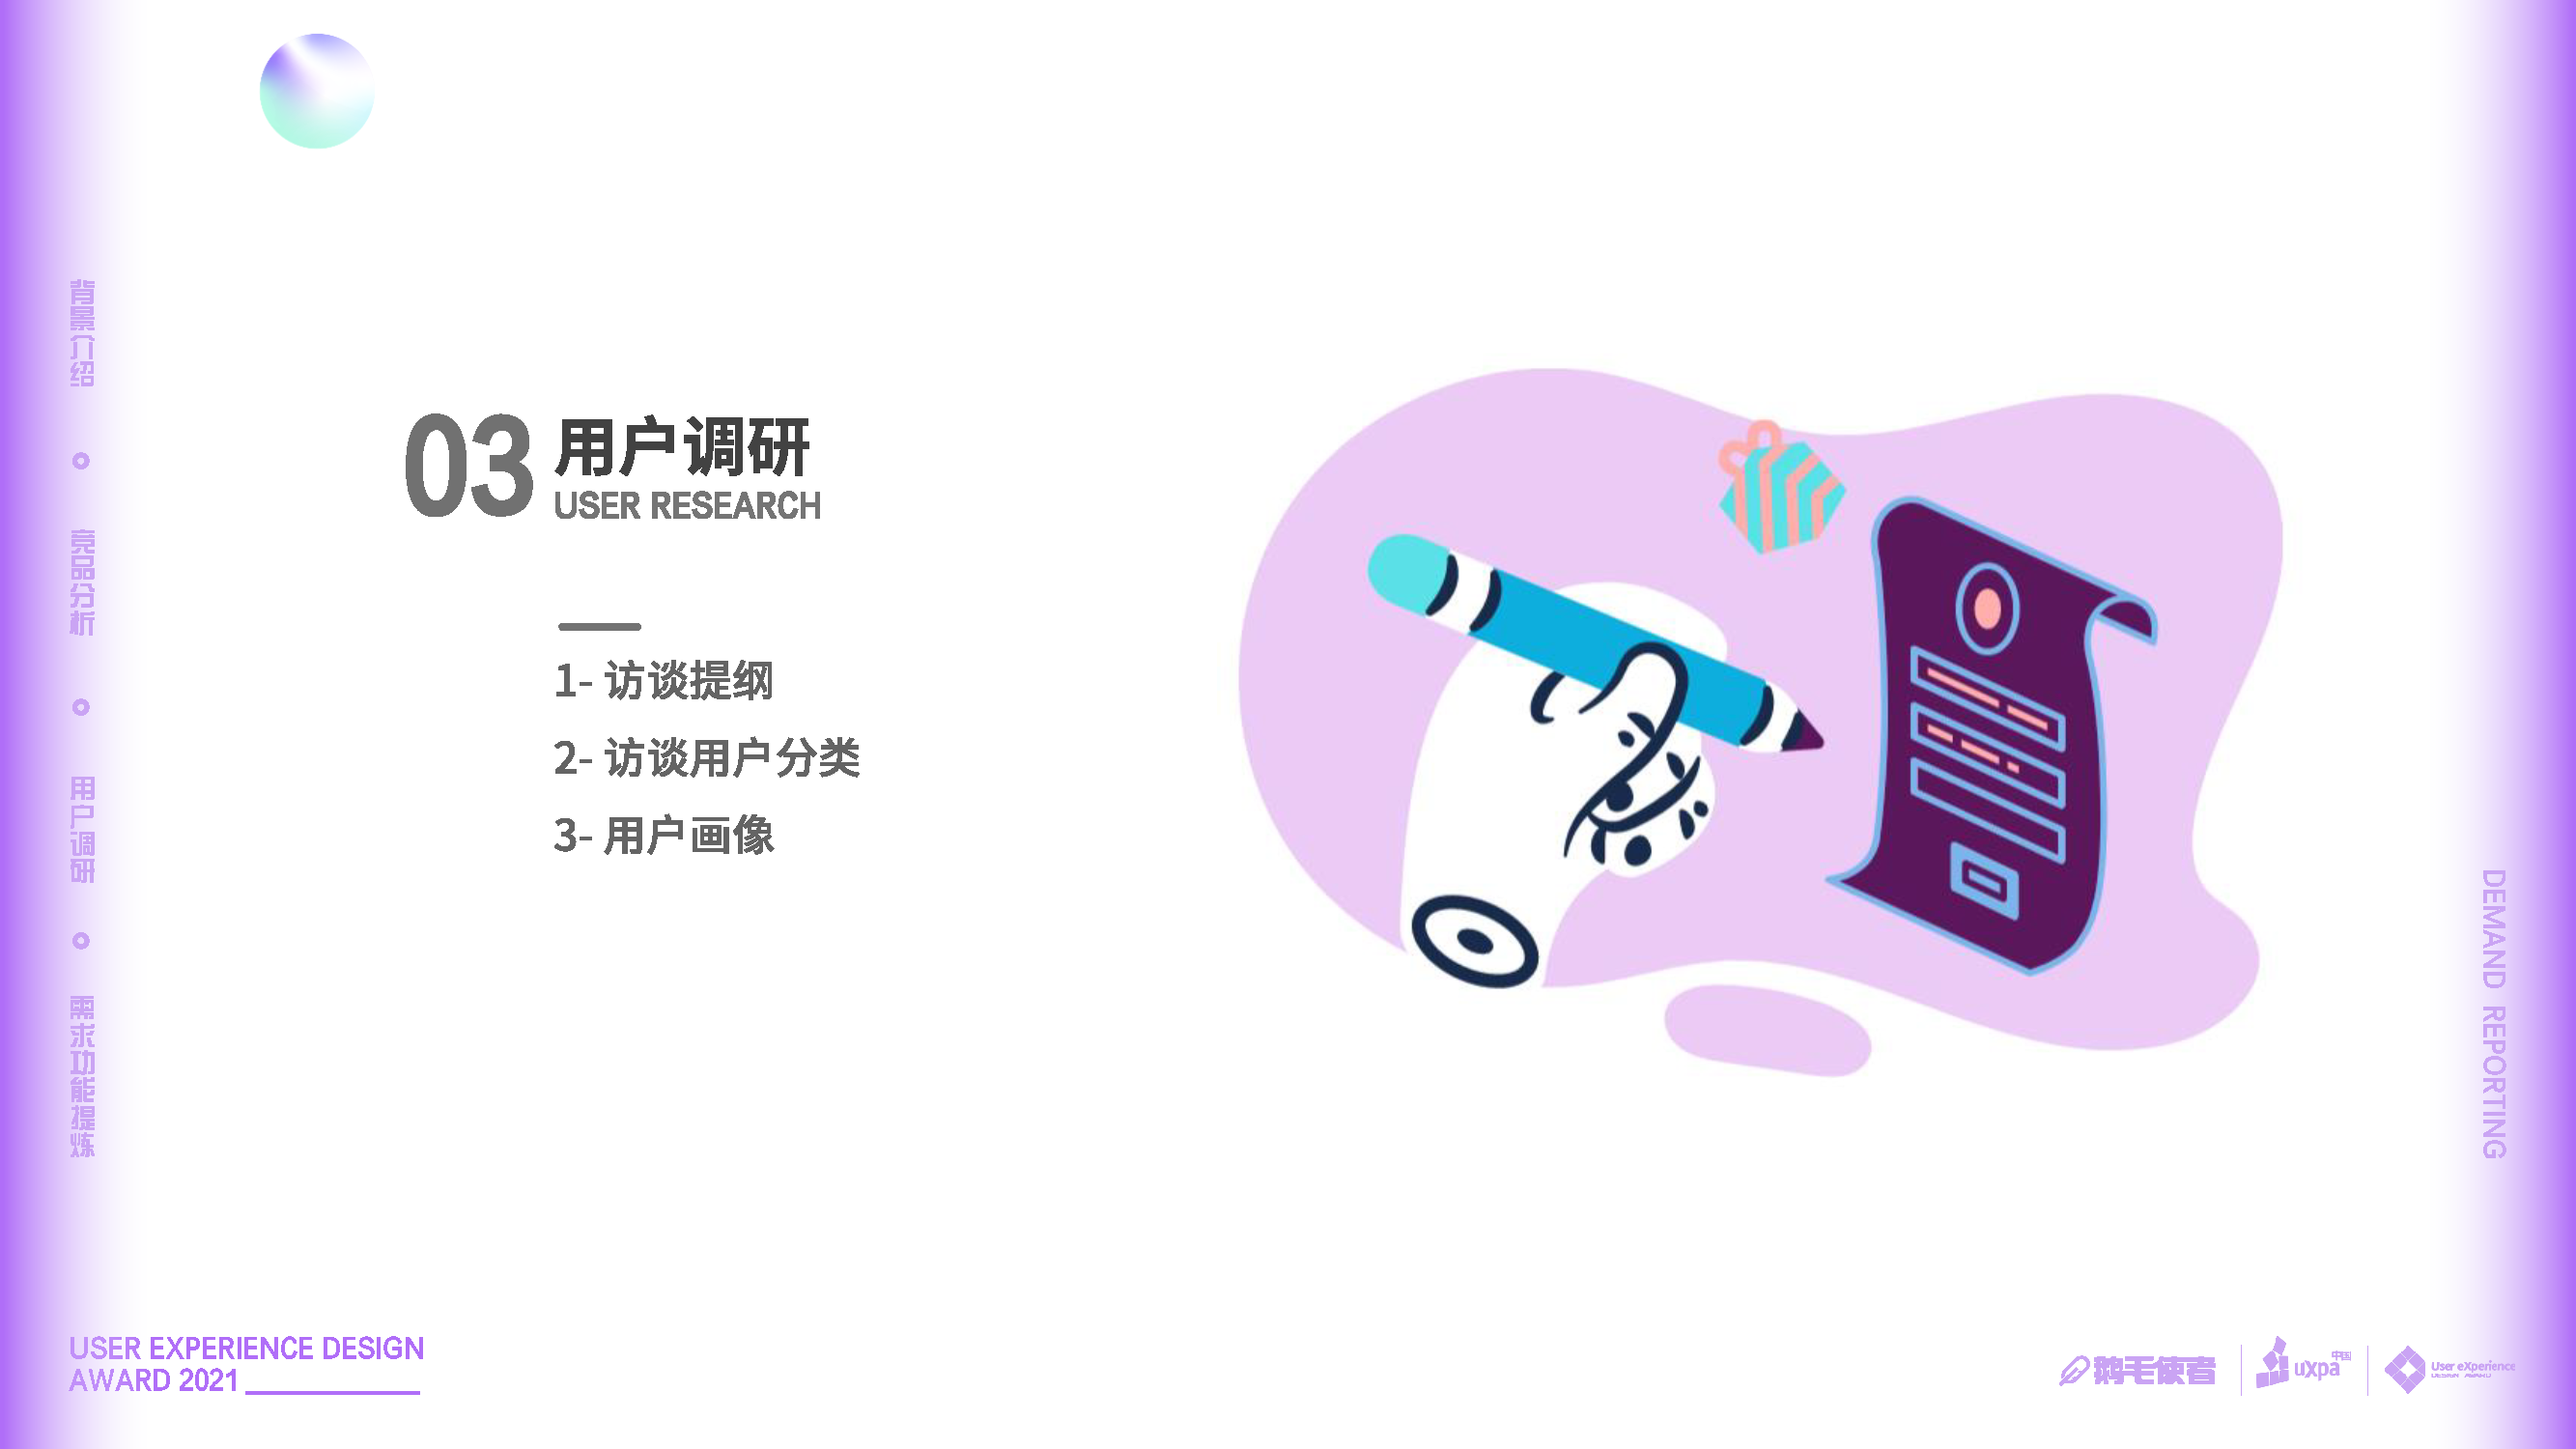 背景介绍
竞品分析
用户调研
需求功能提炼
03
用户调研
USER RESEARCH
1- 访谈提纲
2- 访谈用户分类
3- 用户画像
DEMAND REPORTING
USER EXPERIENCE DESIGN
AWARD 2021
鹅毛使者
uxpa 中国
User eXperience